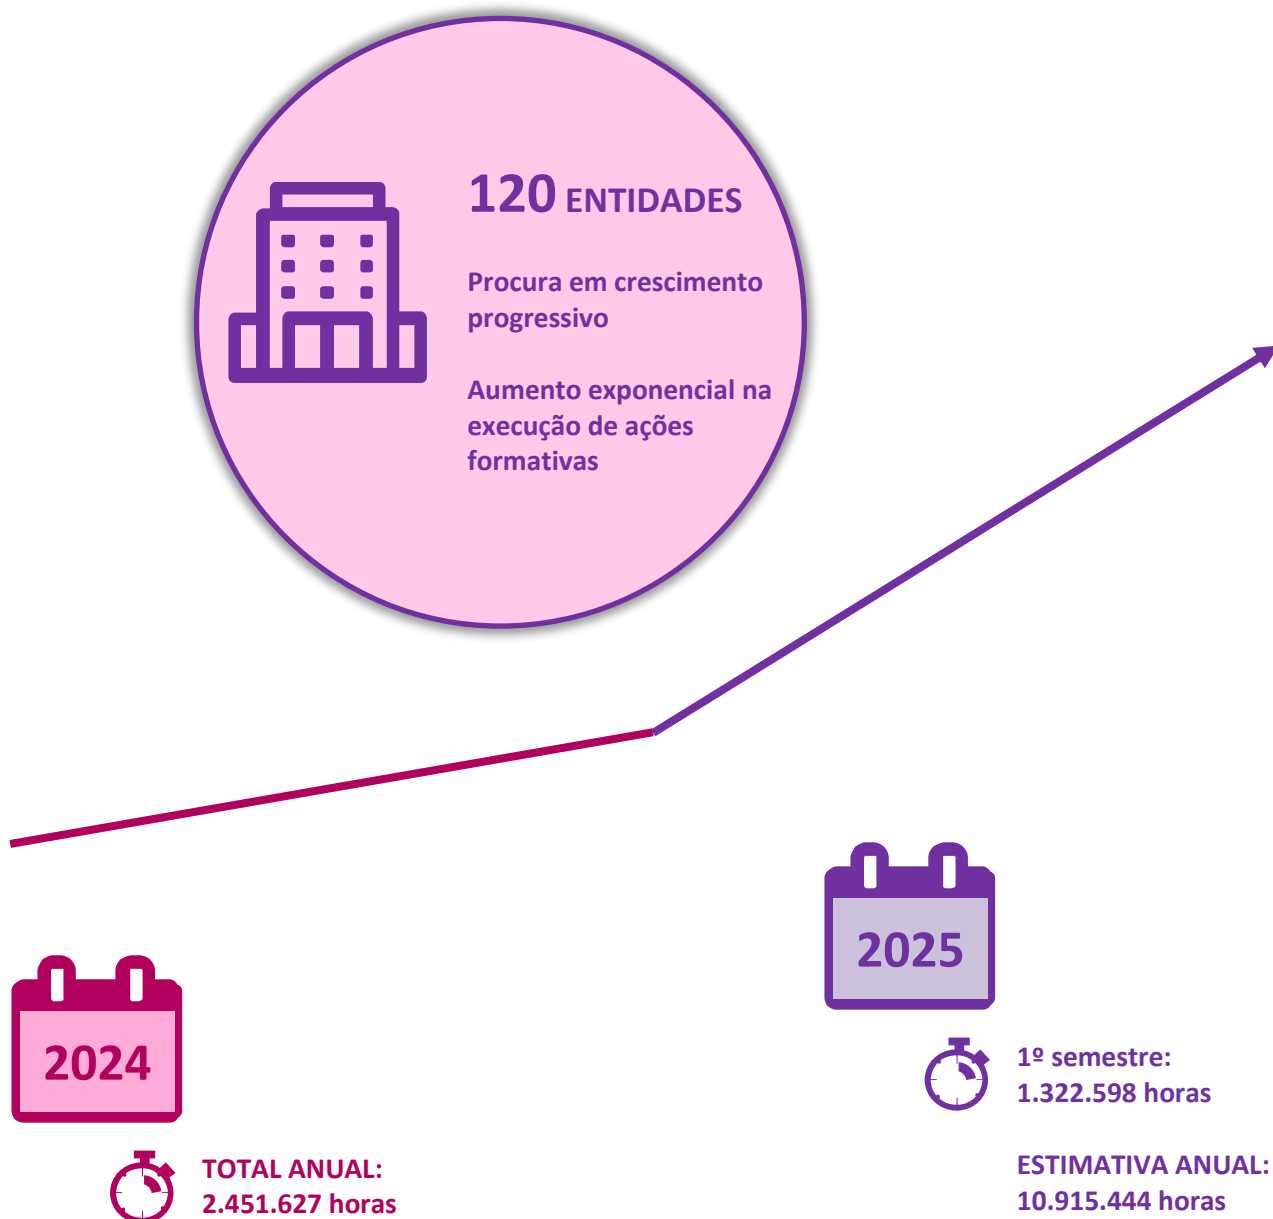 120 ENTIDADES
Procura em crescimento
progressivo
Aumento exponencial na
execução de ações
formativas
2025
1º semestre:
1.322.598 horas
ESTIMATIVA ANUAL:
10.915.444 horas
2024
TOTAL ANUAL:
2.451.627 horas